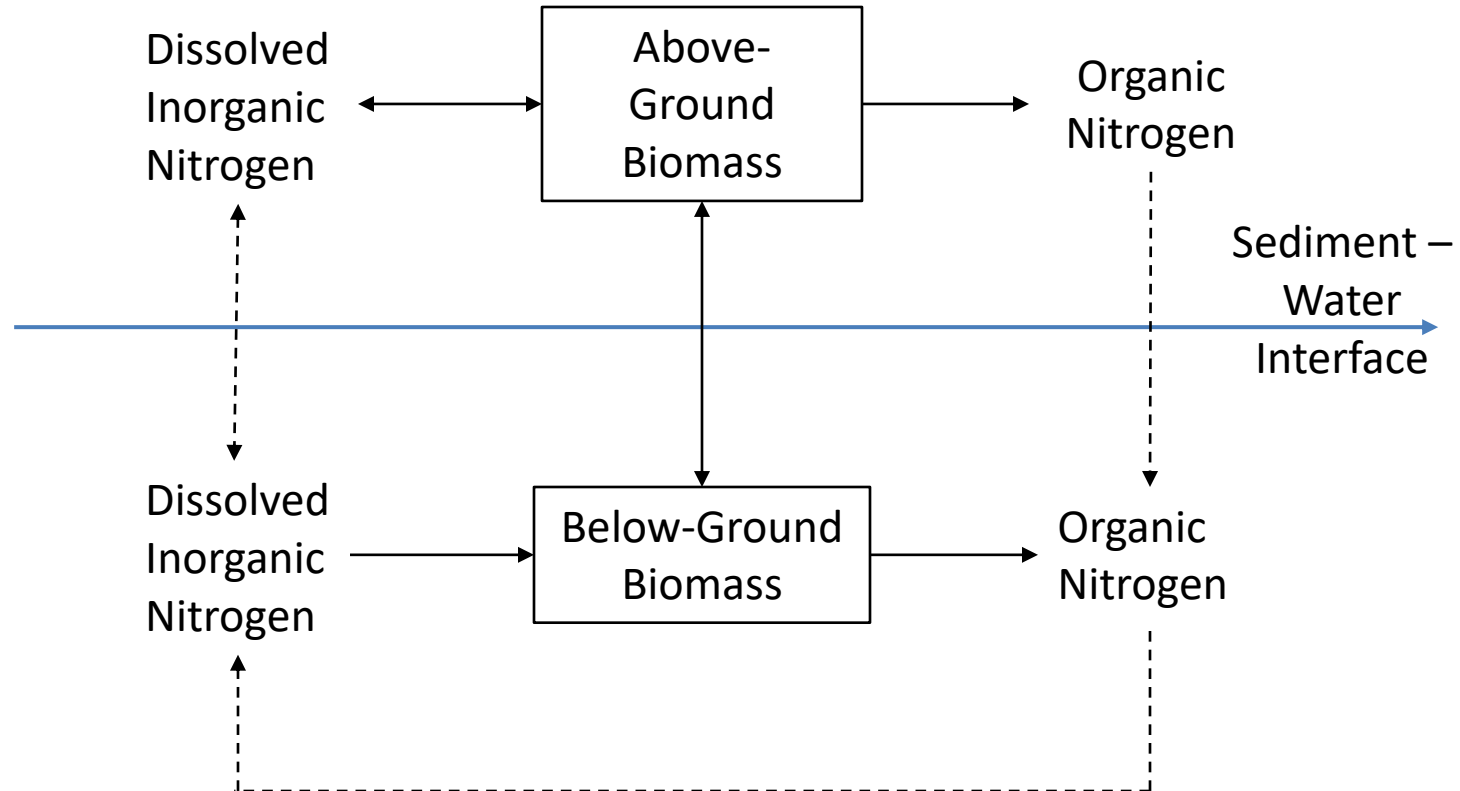 Dissolved
Inorganic
Nitrogen
Above-
Ground
Biomass
Organic
Nitrogen
Sediment –
Water
Interface
Dissolved
Inorganic
Nitrogen
Below-Ground
Biomass
Organic
Nitrogen